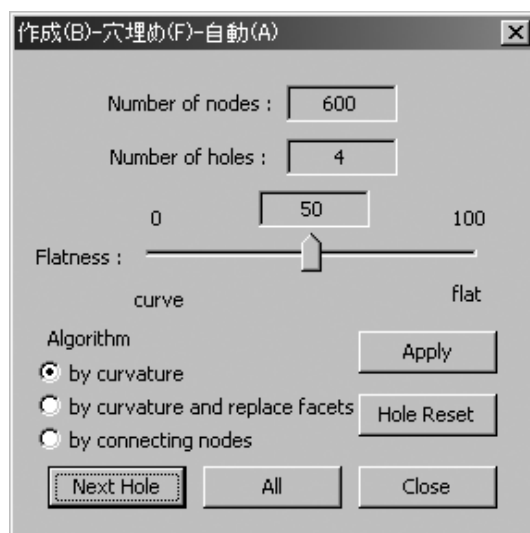 作成(B)-穴埋め(F)-自動(A)
Number of nodes : 600
Number of holes : 4
0 50 100
Flatness :
curve flat
Algorithm
by curvature
Apply
by curvature and replace facets
Hole Reset
by connecting nodes
Next Hole All Close